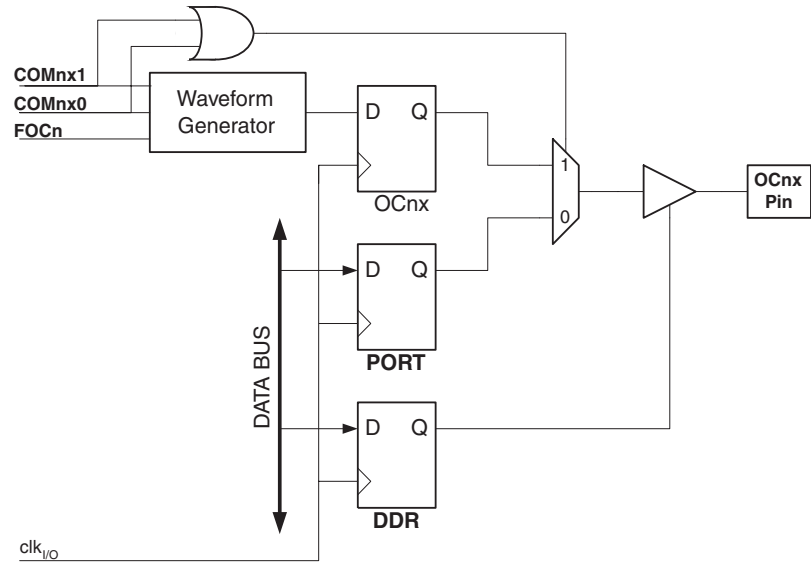 COMnx1
COMnx0
FOCn
Waveform
Generator
D Q
OCnx
1
0
OCnx
Pin
D Q
PORT
DATA BUS
D Q
DDR
clkI/O